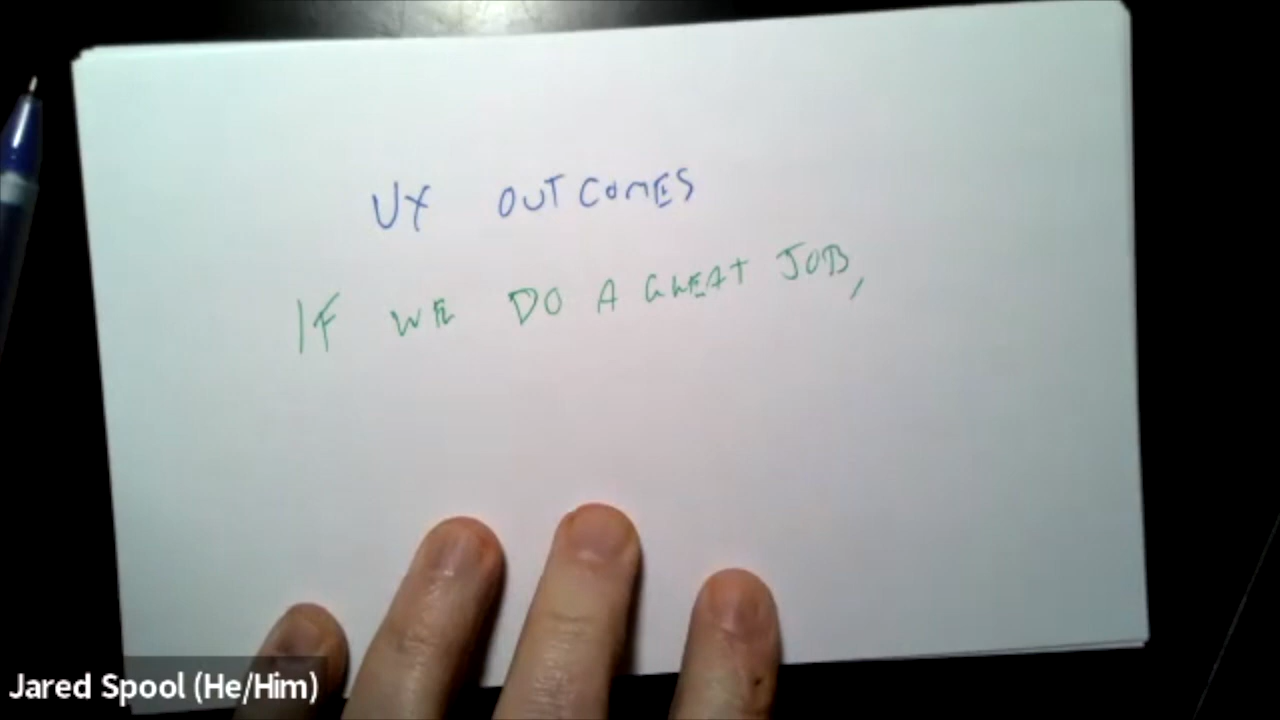 UX OUTCOMES
IF WE DO A GREAT JOB,
Jared Spool (He/Him)